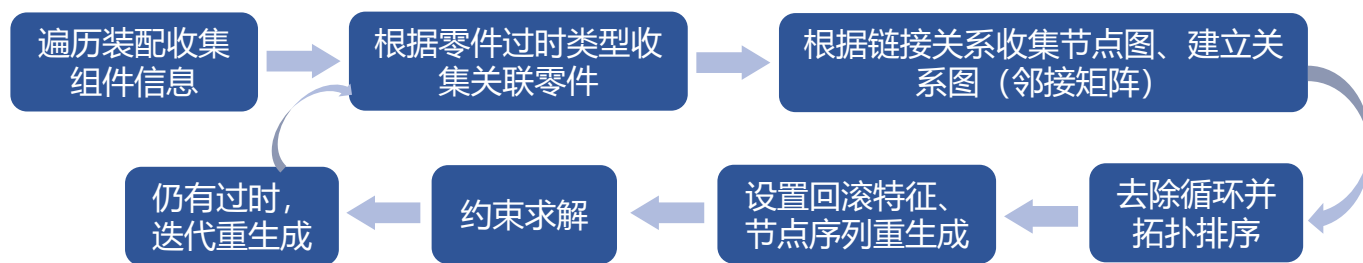 遍历装配收集
组件信息
根据零件过时类型收
集关联零件
根据链接关系收集节点图、建立关
系图（邻接矩阵）
去除循环并
拓扑排序
设置回滚特征、
节点序列重生成
约束求解
仍有过时，
迭代重生成